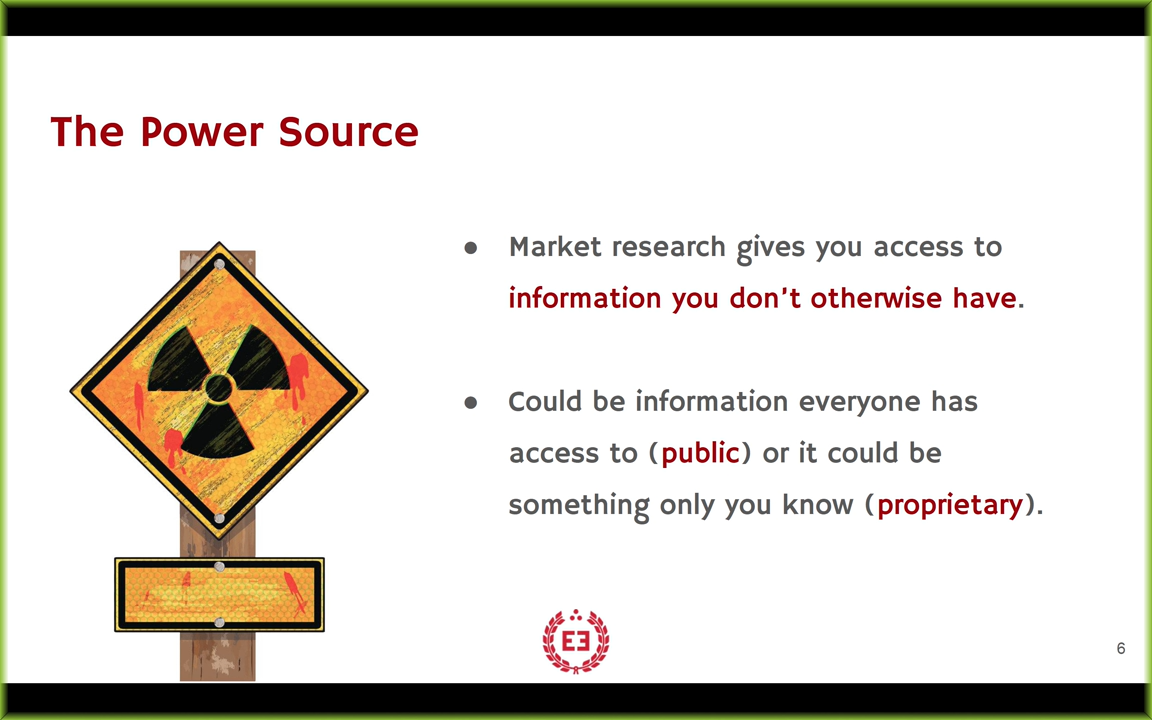 The Power Source
● Market research gives you access to
information you don't otherwise have.
● Could be information everyone has
access to (public) or it could be
something only you know (proprietary).
EƎ
6